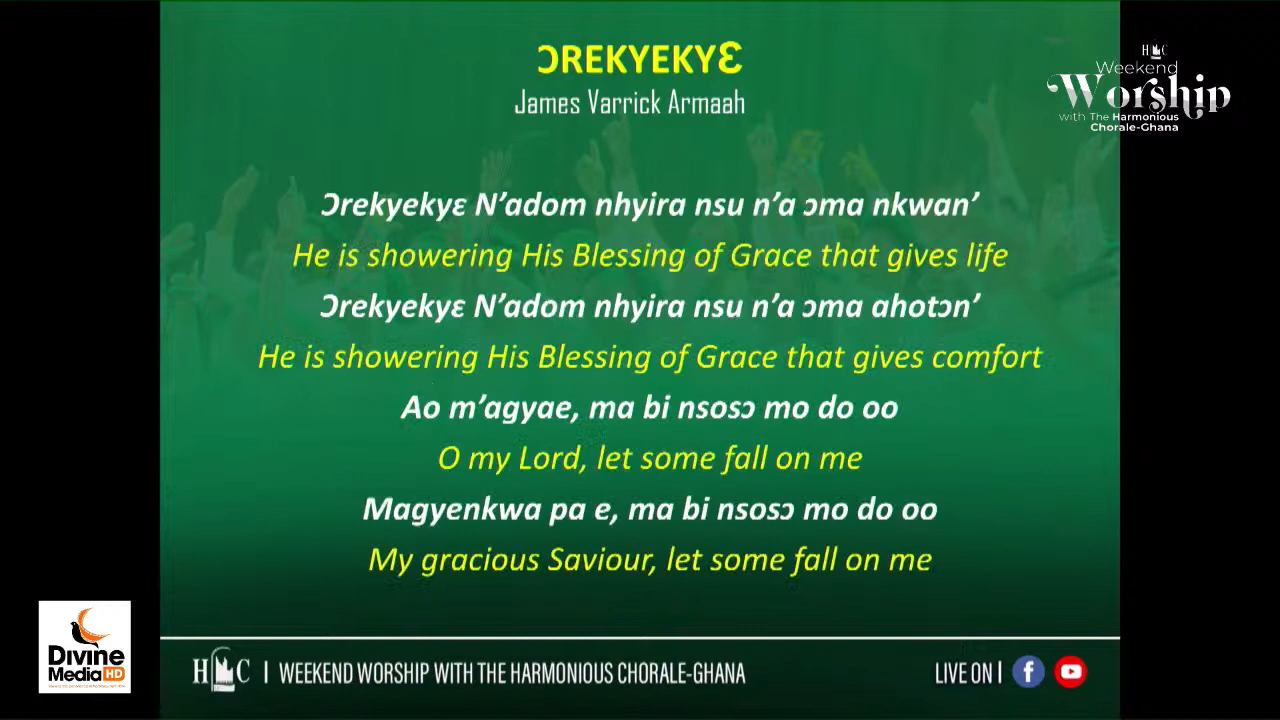 ƆREKYEKYƐ
James Varrick Armaah
H C
Weekend
Worship
with The Harmonious
Chorale-Ghana
Ɔrekyekyɛ N’adom nhyira nsu n’a ɔma nkwan’
He is showering His Blessing of Grace that gives life
Ɔrekyekyɛ N’adom nhyira nsu n’a ɔma ahotɔn’
He is showering His Blessing of Grace that gives comfort
Ao m’agyae, ma bi nsosɔ mo do oo
O my Lord, let some fall on me
Magyenkwa pa e, ma bi nsosɔ mo do oo
My gracious Saviour, let some fall on me
Divine
Media HD
H C | WEEKEND WORSHIP WITH THE HARMONIOUS CHORALE-GHANA
LIVE ON |